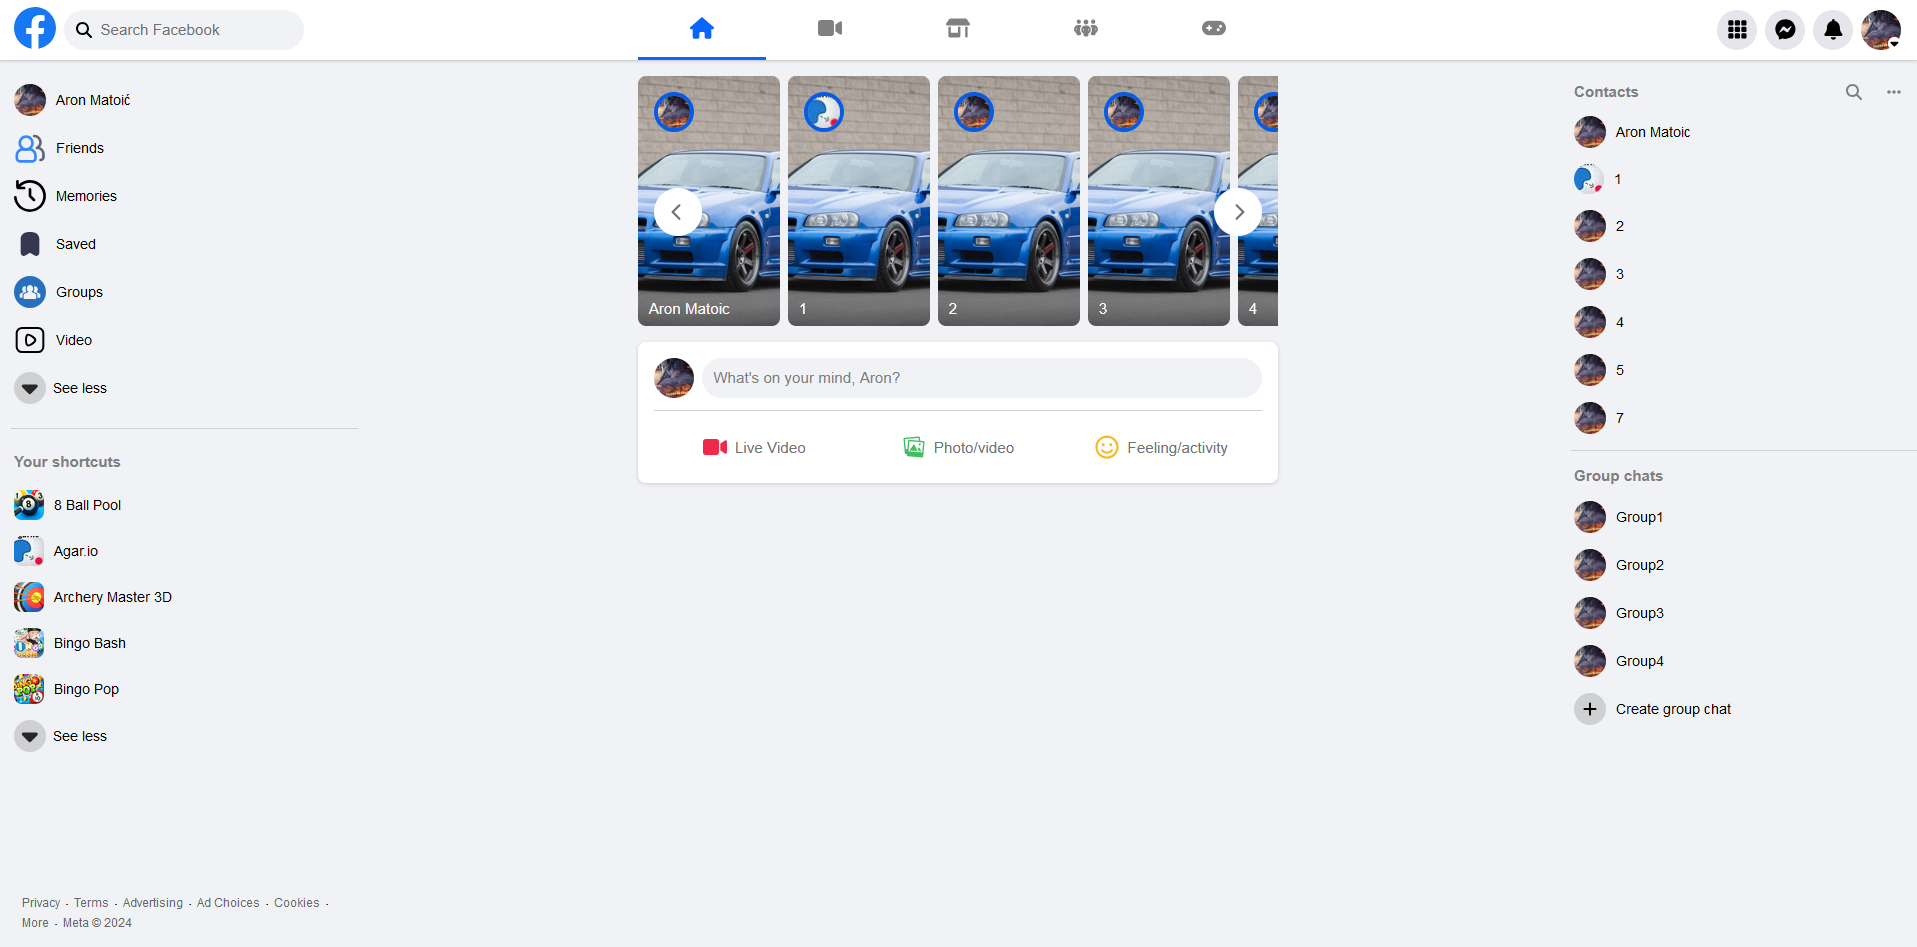 Search Facebook
Aron Matoić
Friends
Memories
Saved
Groups
Video
See less
Your shortcuts
8 Ball Pool
Agar.io
Archery Master 3D
Bingo Bash
Bingo Pop
See less
Privacy · Terms · Advertising · Ad Choices · Cookies ·
More · Meta © 2024
Aron Matoic
1
2
3
4
What's on your mind, Aron?
Live Video
Photo/video
Feeling/activity
Contacts
Aron Matoic
1
2
3
4
5
7
Group chats
Group1
Group2
Group3
Group4
Create group chat